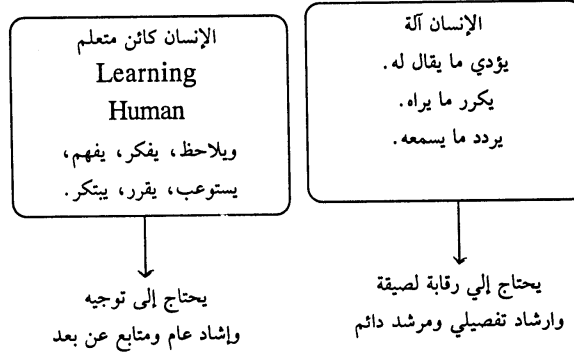 الإنسان آلة
يؤدي ما يقال له.
يكرر ما يراه.
يردد ما يسمعه.
يحتاج إلي رقابة لصيقة
وارشاد تفصيلي ومرشد دائم
الإنسان كائن متعلم
Learning
Human
ويلاحظ، يفكر، يفهم،
يستوعب، يقرر، يبتكر.
يحتاج إلى توجيه
وإشاد عام ومتابع عن بعد